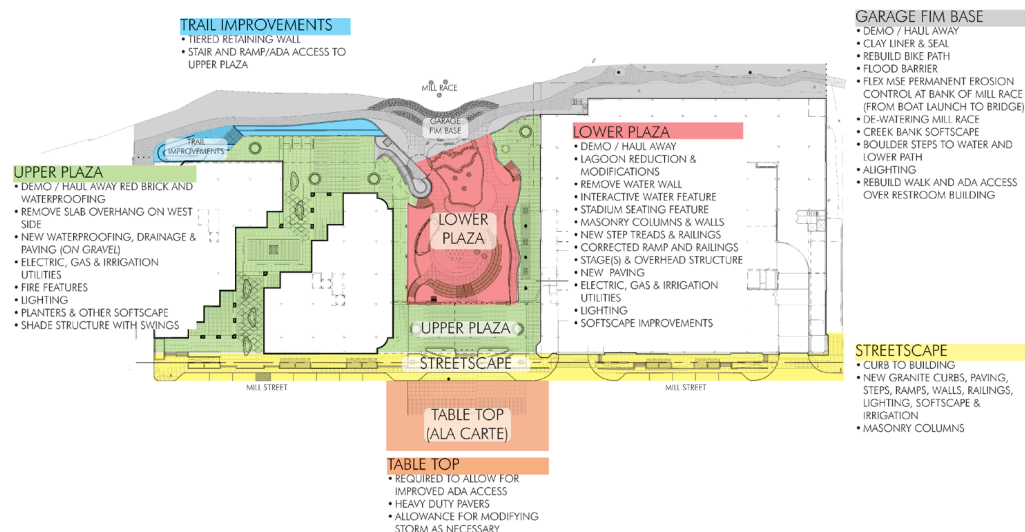 TRAIL IMPROVEMENTS
• TIERED RETAINING WALL
• STAIR AND RAMP/ADA ACCESS TO
UPPER PLAZA
GARAGE FIM BASE
• DEMO / HAUL AWAY
• CLAY LINER & SEAL
• REBUILD BIKE PATH
• FLOOD BARRIER
• FLEX MSE PERMANENT EROSION
CONTROL AT BANK OF MILL RACE
(FROM BOAT LAUNCH TO BRIDGE)
• DE-WATERING MILL RACE
• CREEK BANK SOFTSCAPE
• BOULDER STEPS TO WATER AND
LOWER PATH
• ALIGHTING
• REBUILD WALK AND ADA ACCESS
OVER RESTROOM BUILDING
MILL RACE
GARAGE
FIM BASE
TRAIL
IMPROVEMENTS
UPPER PLAZA
• DEMO / HAUL AWAY RED BRICK AND
WATERPROOFING
• REMOVE SLAB OVERHANG ON WEST
SIDE
• NEW WATERPROOFING, DRAINAGE &
PAVING (ON GRAVEL)
• ELECTRIC, GAS & IRRIGATION
UTILITIES
• FIRE FEATURES
• LIGHTING
• PLANTERS & OTHER SOFTSCAPE
• SHADE STRUCTURE WITH SWINGS
LOWER PLAZA
• DEMO / HAUL AWAY
• LAGOON REDUCTION &
MODIFICATIONS
• REMOVE WATER WALL
• INTERACTIVE WATER FEATURE
• STADIUM SEATING FEATURE
• MASONRY COLUMNS & WALLS
• NEW STEP TREADS & RAILINGS
• CORRECTED RAMP AND RAILINGS
• STAGE(S) & OVERHEAD STRUCTURE
• NEW PAVING
• ELECTRIC, GAS & IRRIGATION
UTILITIES
• LIGHTING
• SOFTSCAPE IMPROVEMENTS
LOWER
PLAZA
UPPER PLAZA
STREETSCAPE
MILL STREET
MILL STREET
STREETSCAPE
• CURB TO BUILDING
• NEW GRANITE CURBS, PAVING,
STEPS, RAMPS, WALLS, RAILINGS,
LIGHTING, SOFTSCAPE &
IRRIGATION
• MASONRY COLUMNS
TABLE TOP
(ALA CARTE)
TABLE TOP
• REQUIRED TO ALLOW FOR
IMPROVED ADA ACCESS
• HEAVY DUTY PAVERS
• ALLOWANCE FOR MODIFYING
STORM AS NECESSARY